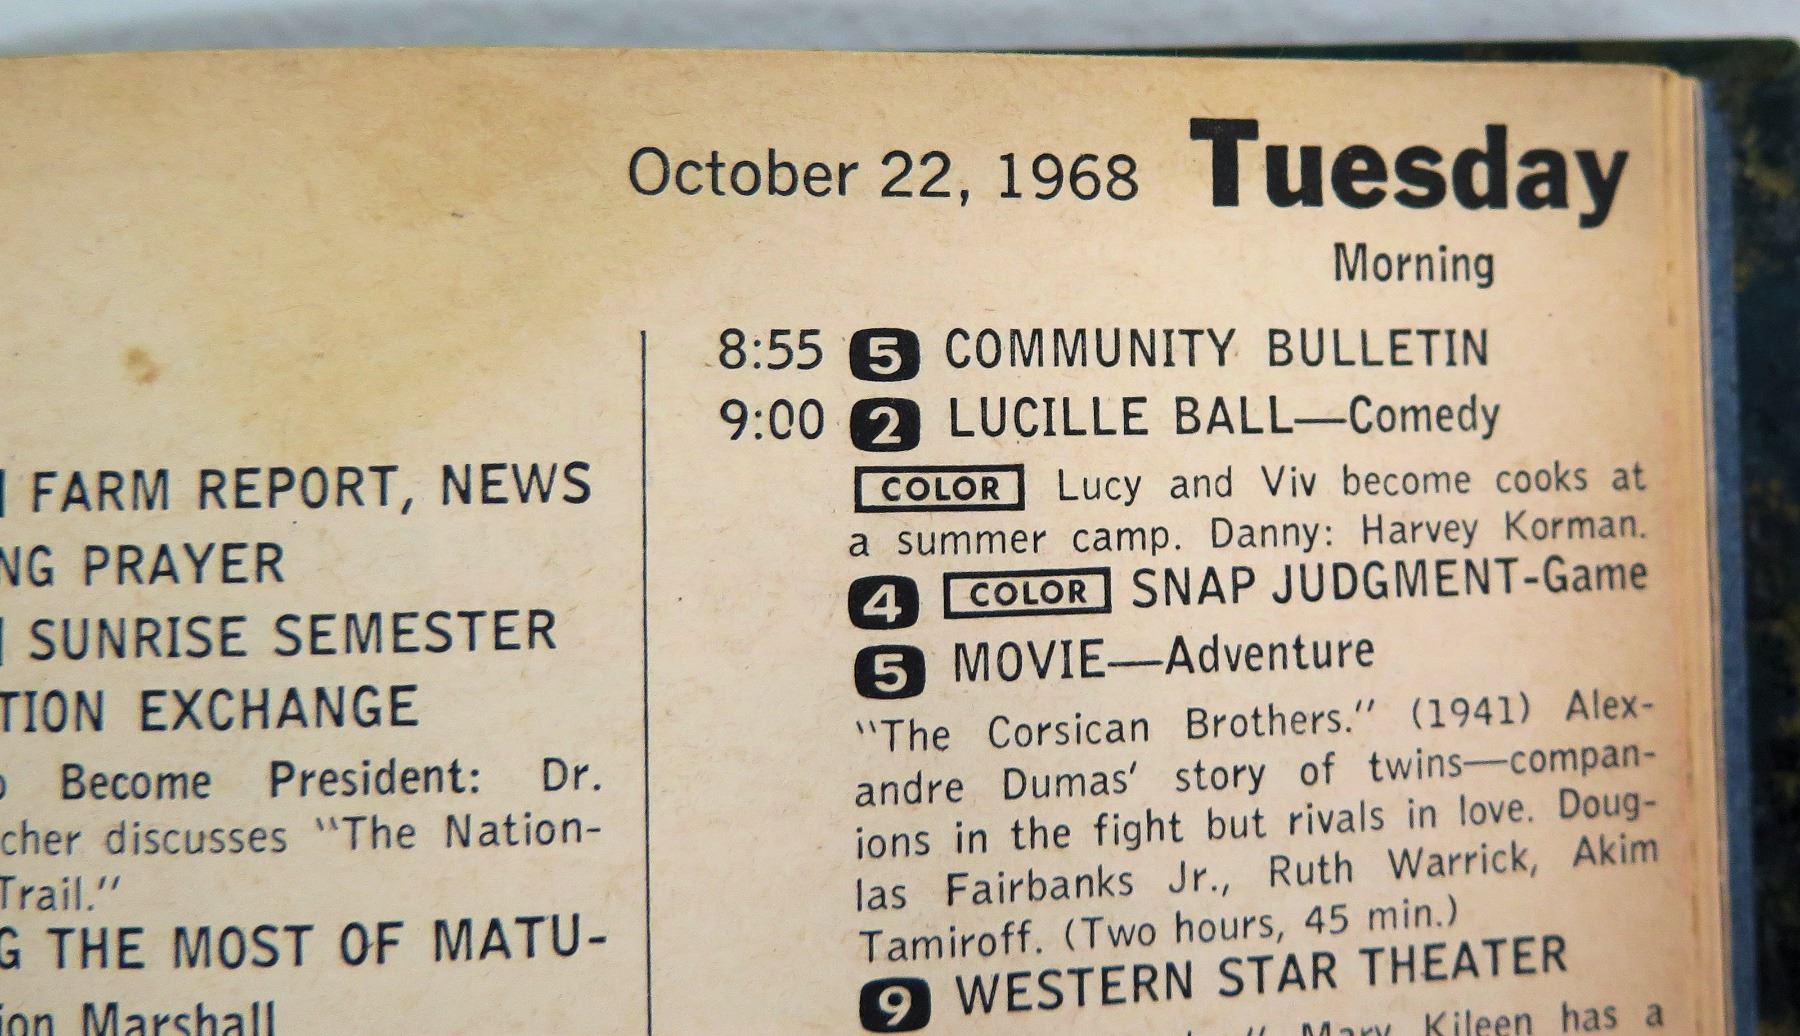 October 22, 1968 Tuesday
Morning
FARM REPORT, NEWS
PRAYER
SUNRISE SEMESTER
EXCHANGE
Become President: Dr.
discusses "The Nation-
Trail."
THE MOST OF MATU-
Marshall
8:55 5 COMMUNITY BULLETIN
9:00 2 LUCILLE BALL—Comedy
COLOR Lucy and Viv become cooks at
a summer camp. Danny: Harvey Korman.
4 COLOR SNAP JUDGMENT-Game
5 MOVIE—Adventure
"The Corsican Brothers." (1941) Alex-
andre Dumas' story of twins—compan-
ions in the fight but rivals in love. Doug-
las Fairbanks Jr., Ruth Warrick, Akim
Tamiroff. (Two hours, 45 min.)
9 WESTERN STAR THEATER
Mary Kileen has a